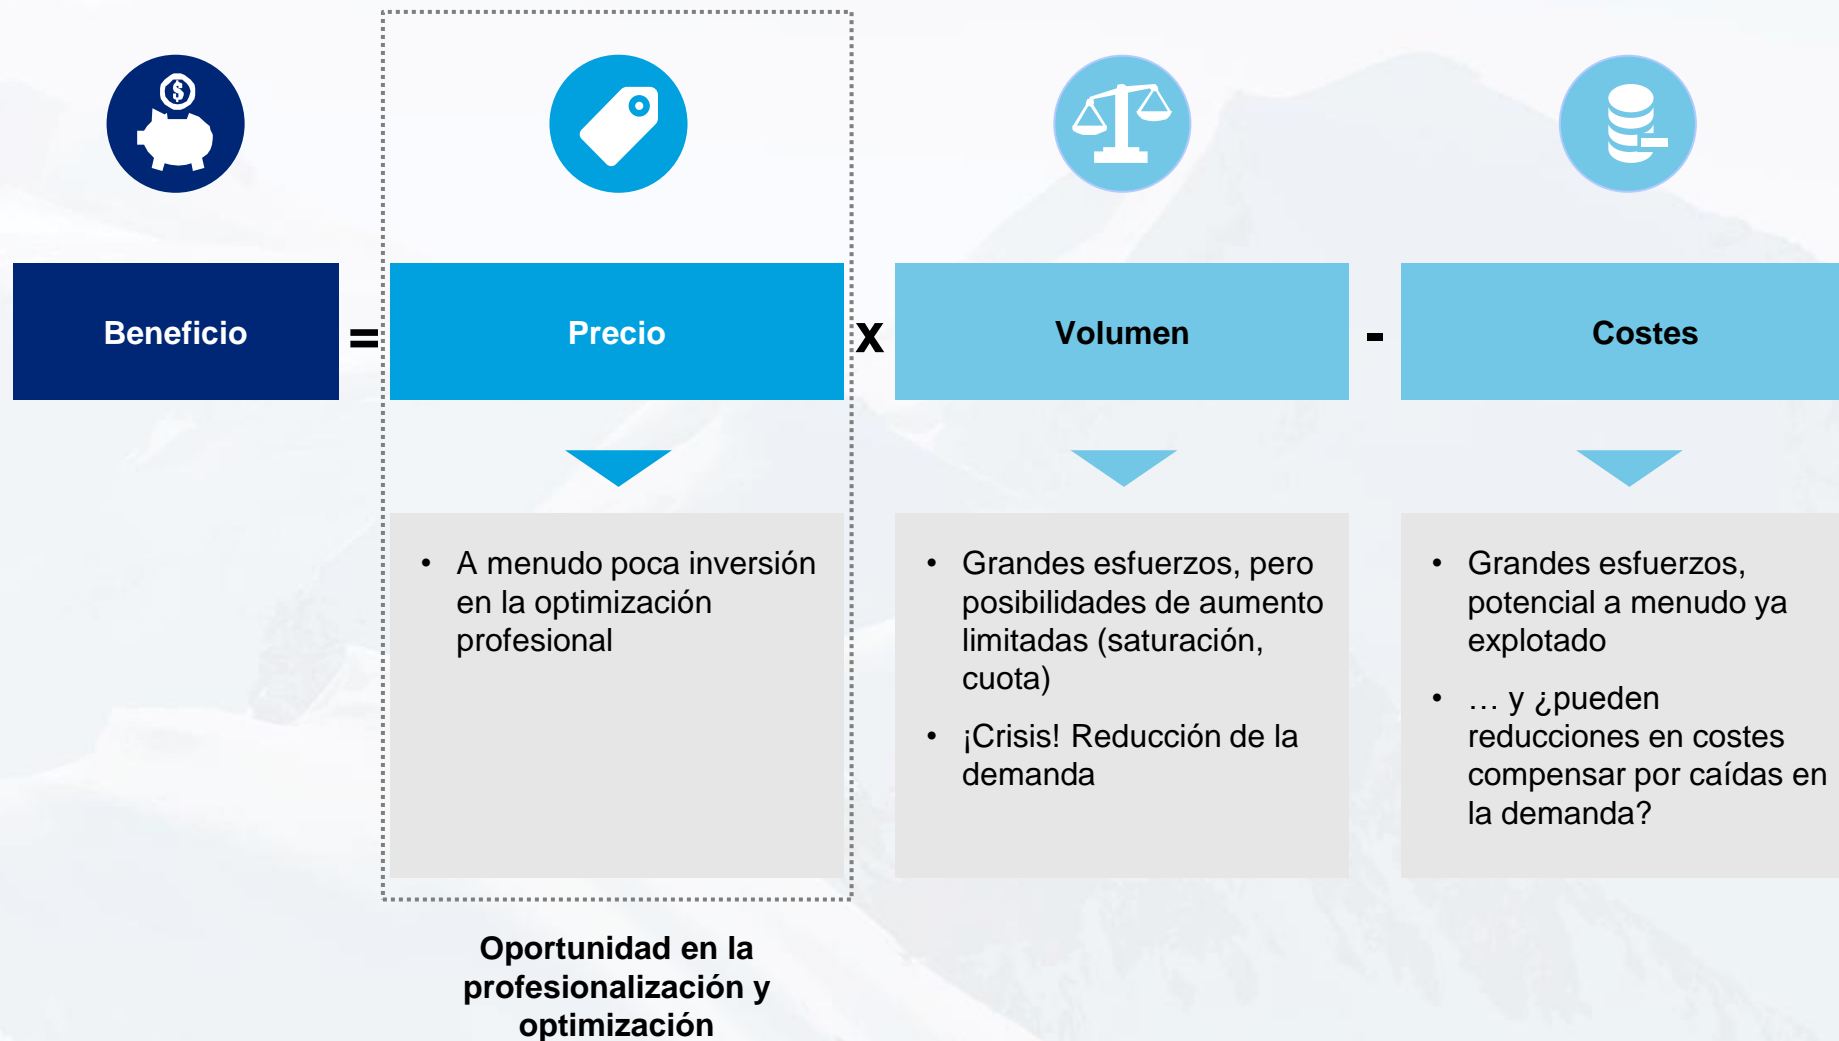 $
Beneficio
=
Precio
x
Volumen
-
Costes
• A menudo poca inversión
en la optimización
profesional
• Grandes esfuerzos, pero
posibilidades de aumento
limitadas (saturación,
cuota)
• ¡Crisis! Reducción de la
demanda
• Grandes esfuerzos,
potencial a menudo ya
explotado
• … y ¿pueden
reducciones en costes
compensar por caídas en
la demanda?
Oportunidad en la
profesionalización y
optimización